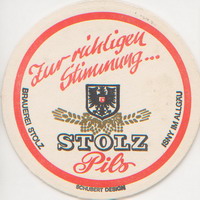 Zur richtigen
Stimmung...
BRAUEREI STOLZ
ISNY IM ALLGÄU
STOLZ
Pils
SCHUBERT DESIGN